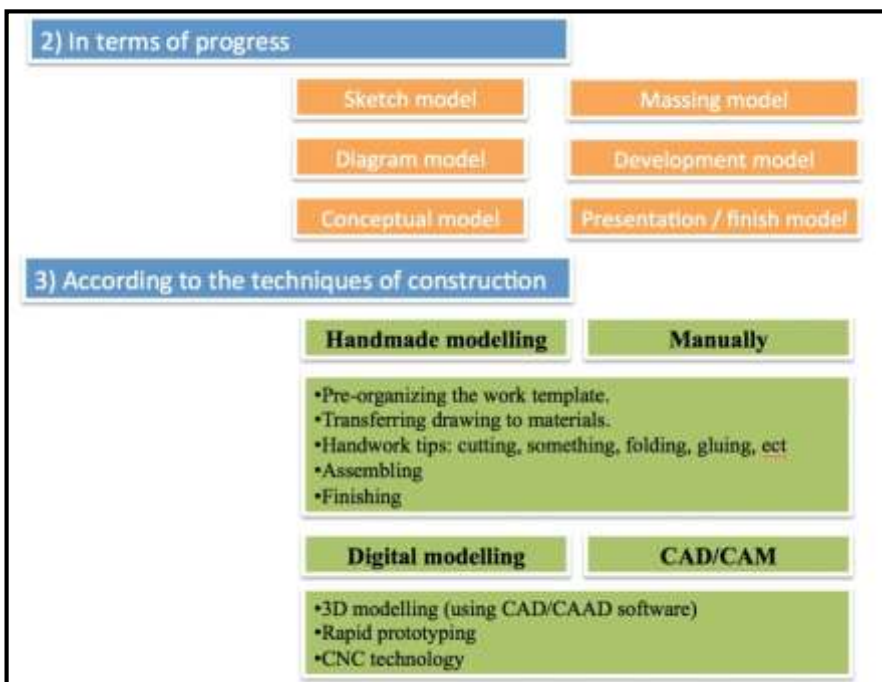 2) In terms of progress
Sketch model
Massing model
Diagram model
Development model
Conceptual model
Presentation / finish model
3) According to the techniques of construction
Handmade modelling
Manually
•Pre-organizing the work template.
•Transferring drawing to materials.
•Handwork tips: cutting, something, folding, gluing, ect
•Assembling
•Finishing
Digital modelling
CAD/CAM
•3D modelling (using CAD/CAAD software)
•Rapid prototyping
•CNC technology